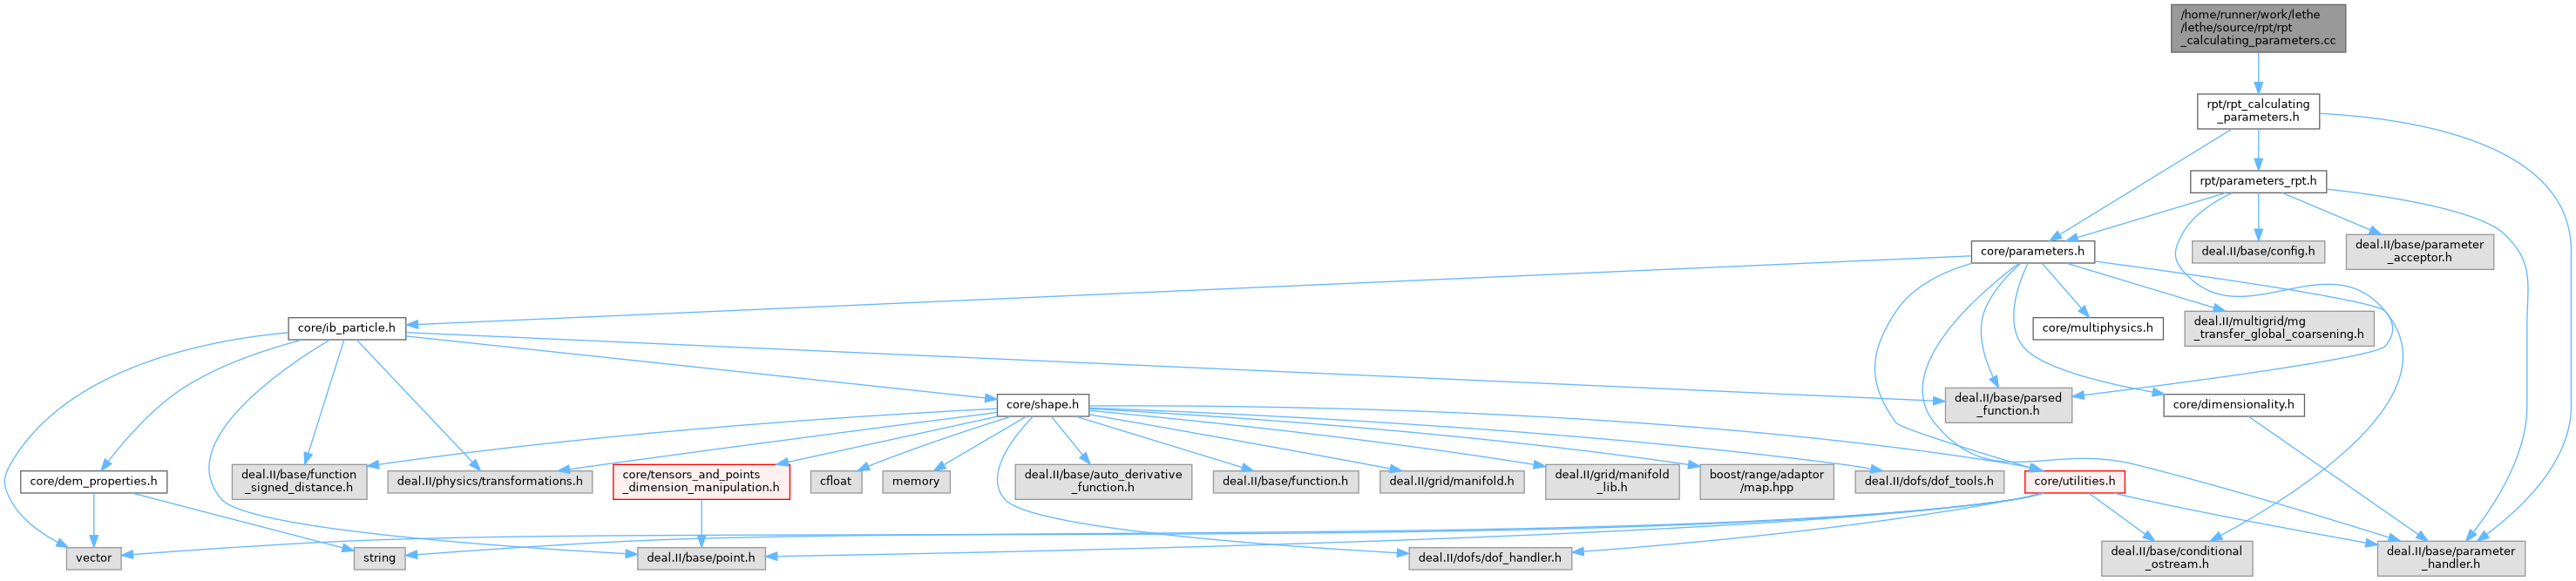 /home/runner/work/lethe
/lethe/source/rpt/rpt
_calculating_parameters.cc
rpt/rpt_calculating
_parameters.h
rpt/parameters_rpt.h
core/parameters.h
deal.II/base/config.h
deal.II/base/parameter
_acceptor.h
core/ib_particle.h
core/multiphysics.h
deal.II/multigrid/mg
_transfer_global_coarsening.h
core/shape.h
deal.II/base/parsed
_function.h
core/dimensionality.h
core/dem_properties.h
deal.II/base/function
_signed_distance.h
deal.II/physics/transformations.h
core/tensors_and_points
_dimension_manipulation.h
cfloat
memory
deal.II/base/auto_derivative
_function.h
deal.II/base/function.h
deal.II/grid/manifold.h
deal.II/grid/manifold
_lib.h
boost/range/adaptor
/map.hpp
deal.II/dofs/dof_tools.h
core/utilities.h
vector
string
deal.II/base/point.h
deal.II/dofs/dof_handler.h
deal.II/base/conditional
_ostream.h
deal.II/base/parameter
_handler.h